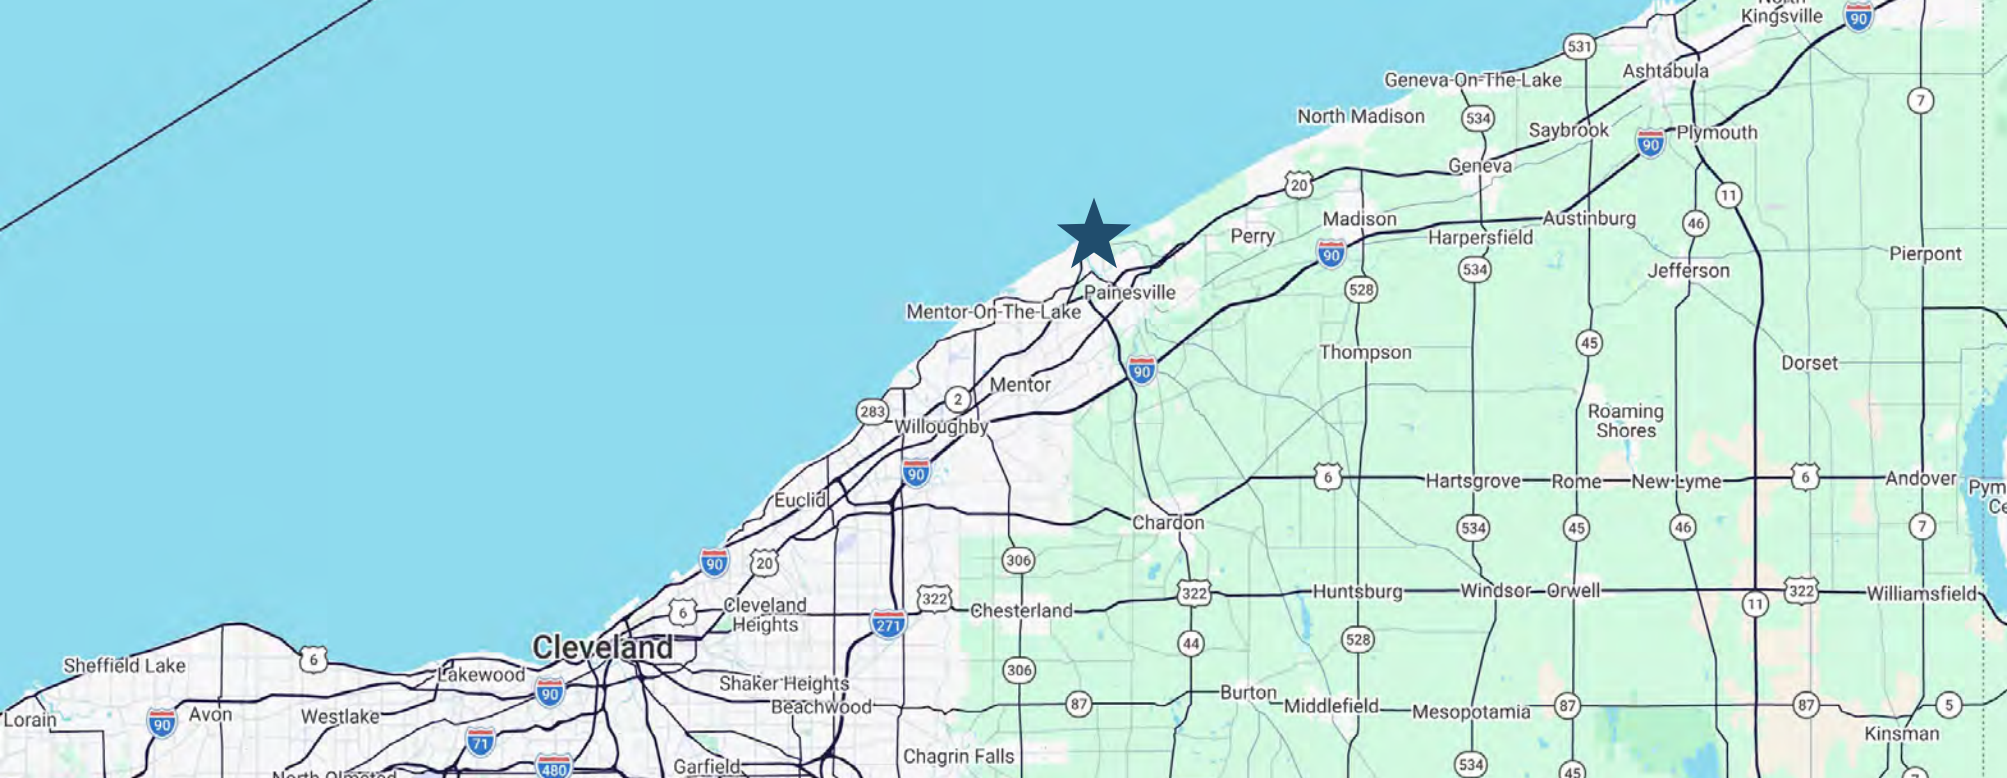 North
Kingsville
90
531
Ashtabula
Geneva-On-The-Lake
7
North Madison
534
Saybrook
Plymouth
90
Geneva
20
11
Madison
Austinburg
46
Perry
Harpersfield
90
Pierpont
534
Jefferson
Painesville
528
Mentor-On-The-Lake
45
Thompson
Dorset
90
Mentor
2
283
Roaming
Shores
Willoughby
90
6
Hartsgrove
Rome
New Lyme
6
Andover
Pym
Ce
Euclid
Chardon
534
45
46
7
90
20
306
322
Huntsburg
Windsor
Orwell
322
Williamsfield
322
Chesterland
11
6
Cleveland
Heights
271
Cleveland
44
528
6
Sheffield Lake
Lakewood
306
Shaker Heights
90
Burton
87
Middlefield
Mesopotamia
87
87
5
Beachwood
Lorain
90
Avon
Westlake
71
Kinsman
Chagrin Falls
480
Garfield
534
45
North Olmsted